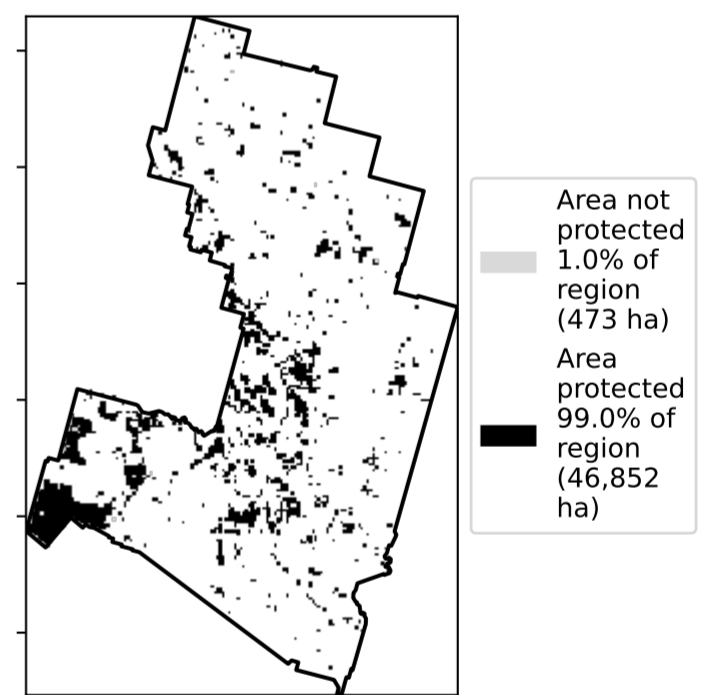 Area not
protected
1.0% of
region
(473 ha)
Area
protected
99.0% of
region
(46,852
ha)